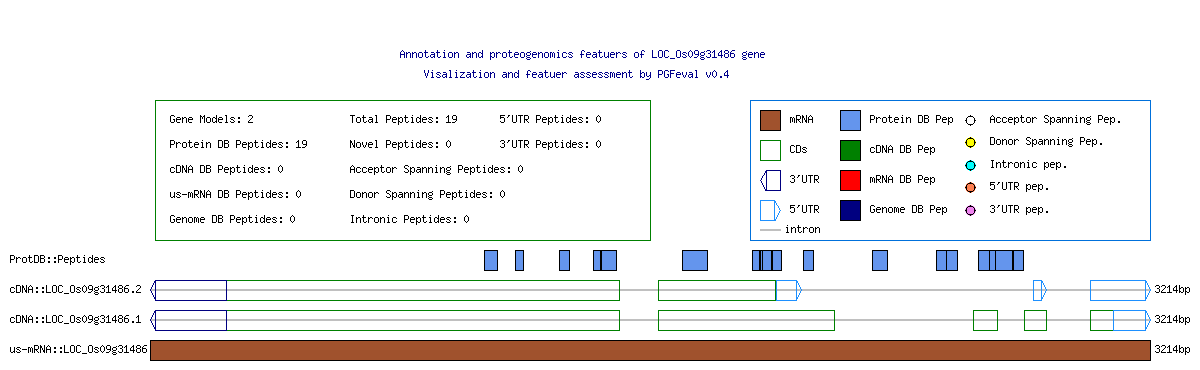 Annotation and proteogenomics featuers of LOC_Os09g31486 gene
Visalization and featuer assessment by PGFeval v0.4
Gene Models: 2 Total Peptides: 19 5'UTR Peptides: 0
Protein DB Peptides: 19 Novel Peptides: 0 3'UTR Peptides: 0
cDNA DB Peptides: 0 Acceptor Spanning Peptides: 0
us-mRNA DB Peptides: 0 Donor Spanning Peptides: 0
Genome DB Peptides: 0 Intronic Peptides: 0
mRNA Protein DB Pep Acceptor Spanning Pep.
CDs cDNA DB Pep Donor Spanning Pep.
3'UTR mRNA DB Pep Intronic pep.
5'UTR Genome DB Pep 5'UTR pep.
intron 3'UTR pep.
ProtDB::Peptides
cDNA::LOC_Os09g31486.2 3214bp
cDNA::LOC_Os09g31486.1 3214bp
us-mRNA::LOC_Os09g31486 3214bp